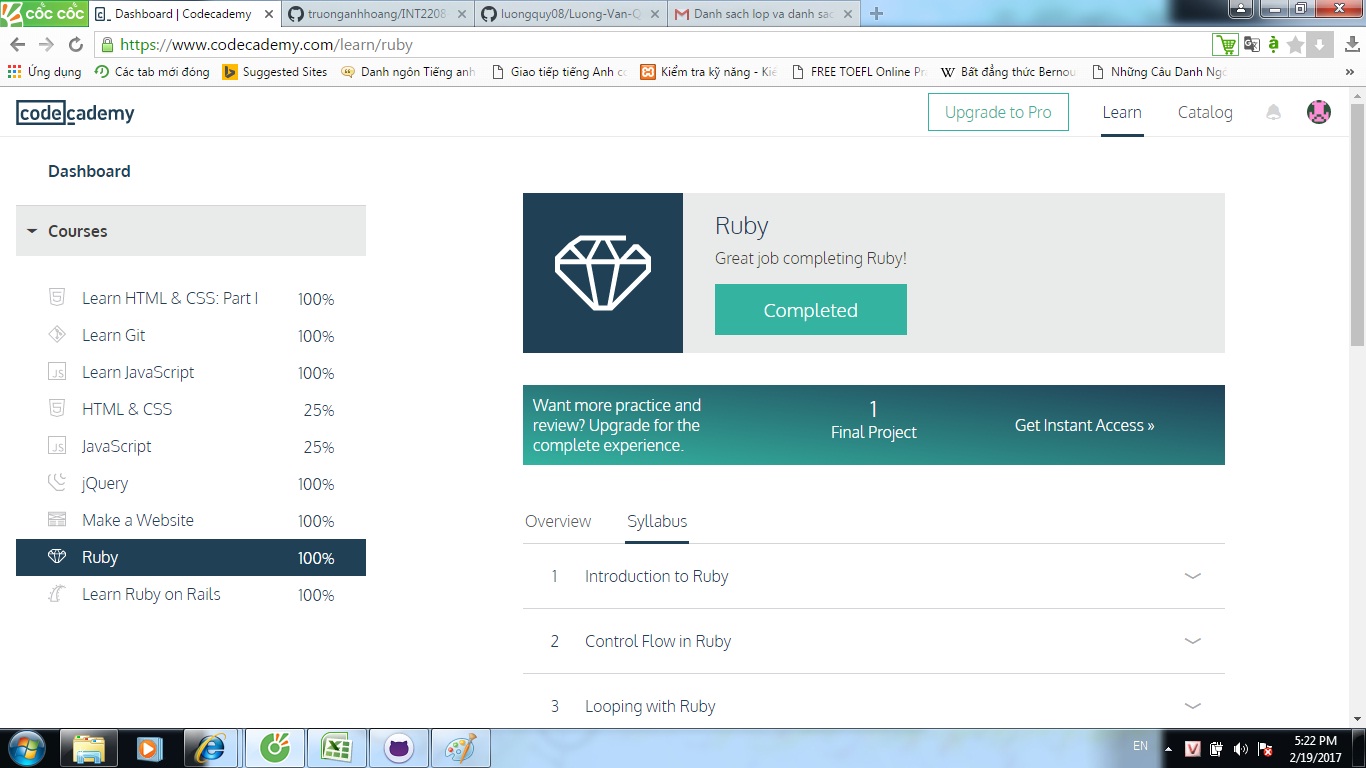 cốc cốc
Dashboard | Codecademy
truonganhhoang/INT2208
luongquy08/Luong-Van-Q
Danh sach lop va danh sac
https://www.codecademy.com/learn/ruby
Ứng dụng
Các tab mới đóng
Suggested Sites
Danh ngôn Tiếng anh
Giao tiếp tiếng Anh cơ
Kiểm tra kỹ năng - Kiể
FREE TOEFL Online Pra
Bất đẳng thức Bernou
Những Câu Danh Ngô
»
codecademy
Upgrade to Pro
Learn
Catalog
Dashboard
Courses
Learn HTML & CSS: Part I 100%
Learn Git 100%
Learn JavaScript 100%
HTML & CSS 25%
JavaScript 25%
jQuery 100%
Make a Website 100%
Ruby 100%
Learn Ruby on Rails 100%
Ruby
Great job completing Ruby!
Completed
Want more practice and
review? Upgrade for the
complete experience.
1
Final Project
Get Instant Access »
Overview
Syllabus
1 Introduction to Ruby
2 Control Flow in Ruby
3 Looping with Ruby
EN
5:22 PM
2/19/2017